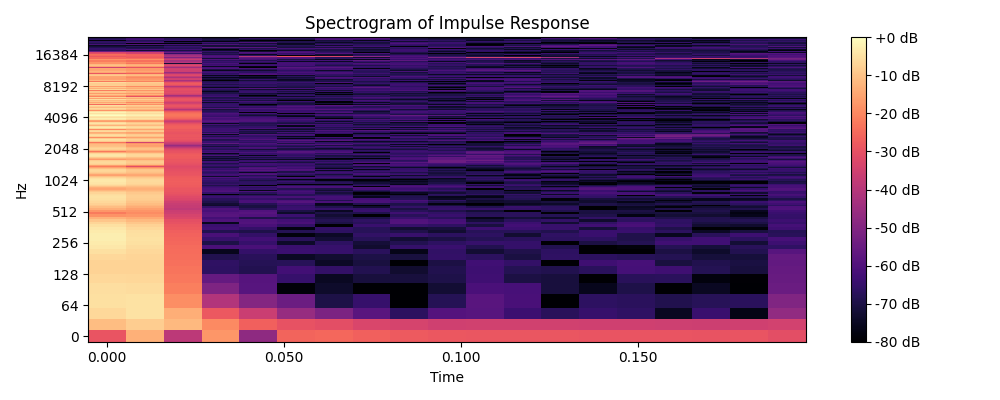 Spectrogram of Impulse Response
Hz
16384
8192
4096
2048
1024
512
256
128
64
0
0.000 0.050 0.100 0.150
Time
+0 dB
-10 dB
-20 dB
-30 dB
-40 dB
-50 dB
-60 dB
-70 dB
-80 dB